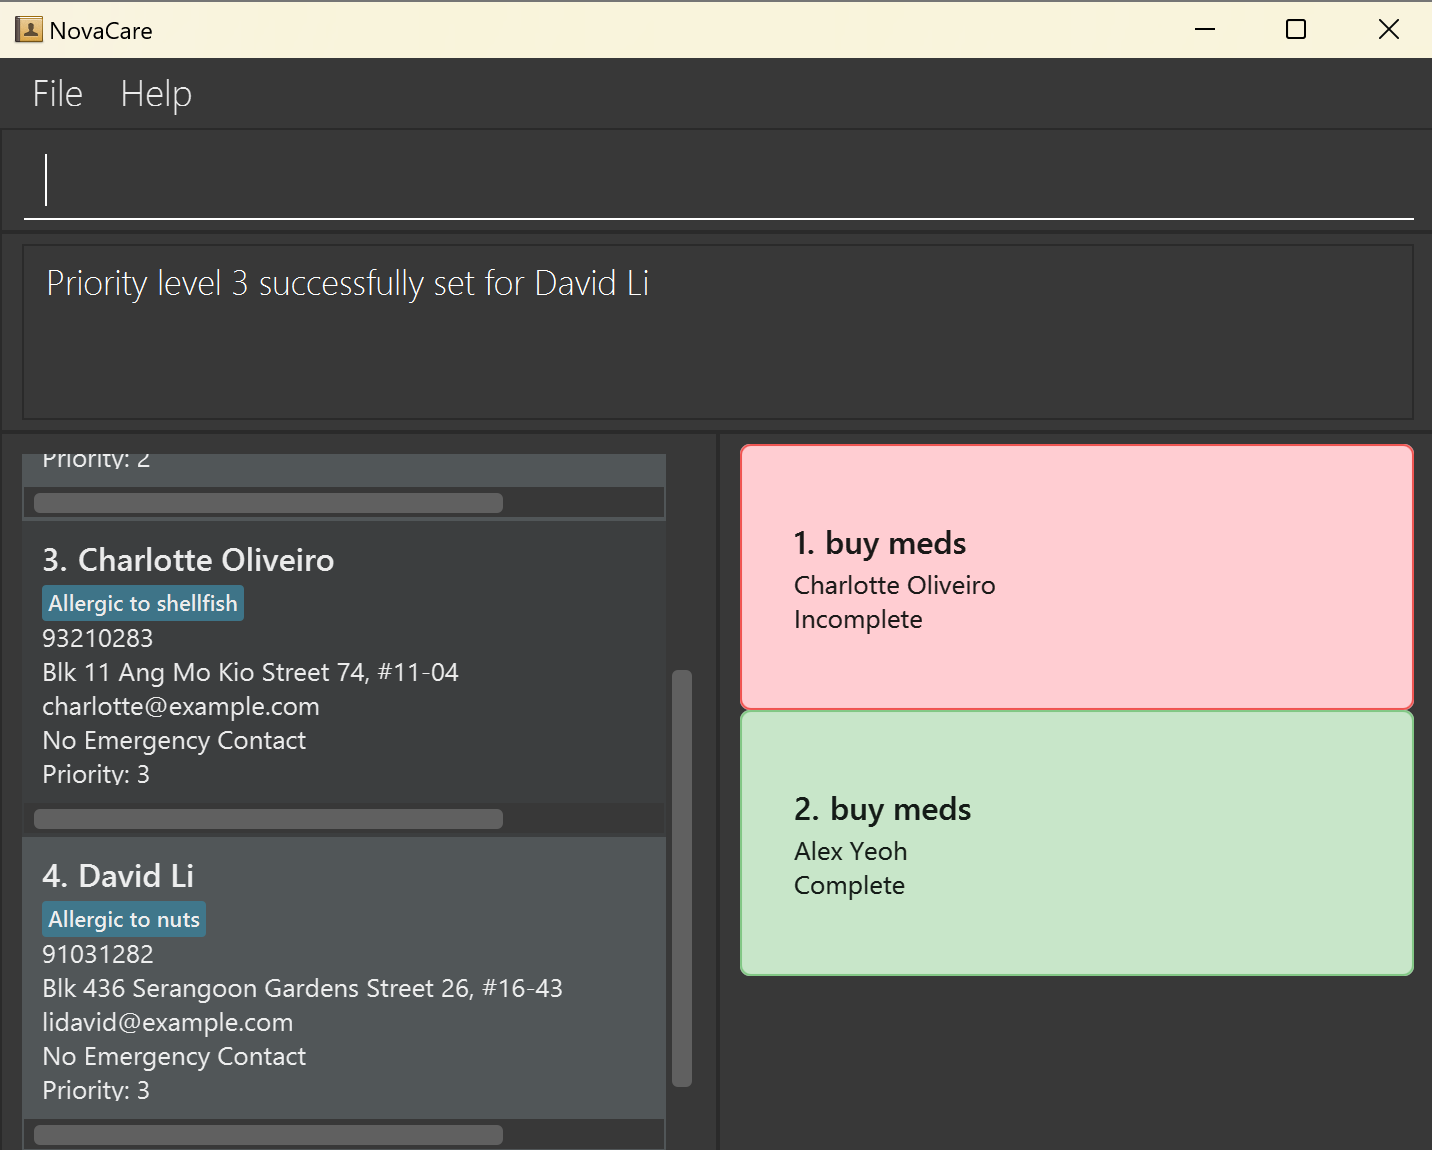 NovaCare
File Help
Priority level 3 successfully set for David Li
Priority: 2
3. Charlotte Oliveiro
Allergic to shellfish
93210283
Blk 11 Ang Mo Kio Street 74, #11-04
charlotte@example.com
No Emergency Contact
Priority: 3
4. David Li
Allergic to nuts
91031282
Blk 436 Serangoon Gardens Street 26, #16-43
lidavid@example.com
No Emergency Contact
Priority: 3
1. buy meds
Charlotte Oliveiro
Incomplete
2. buy meds
Alex Yeoh
Complete